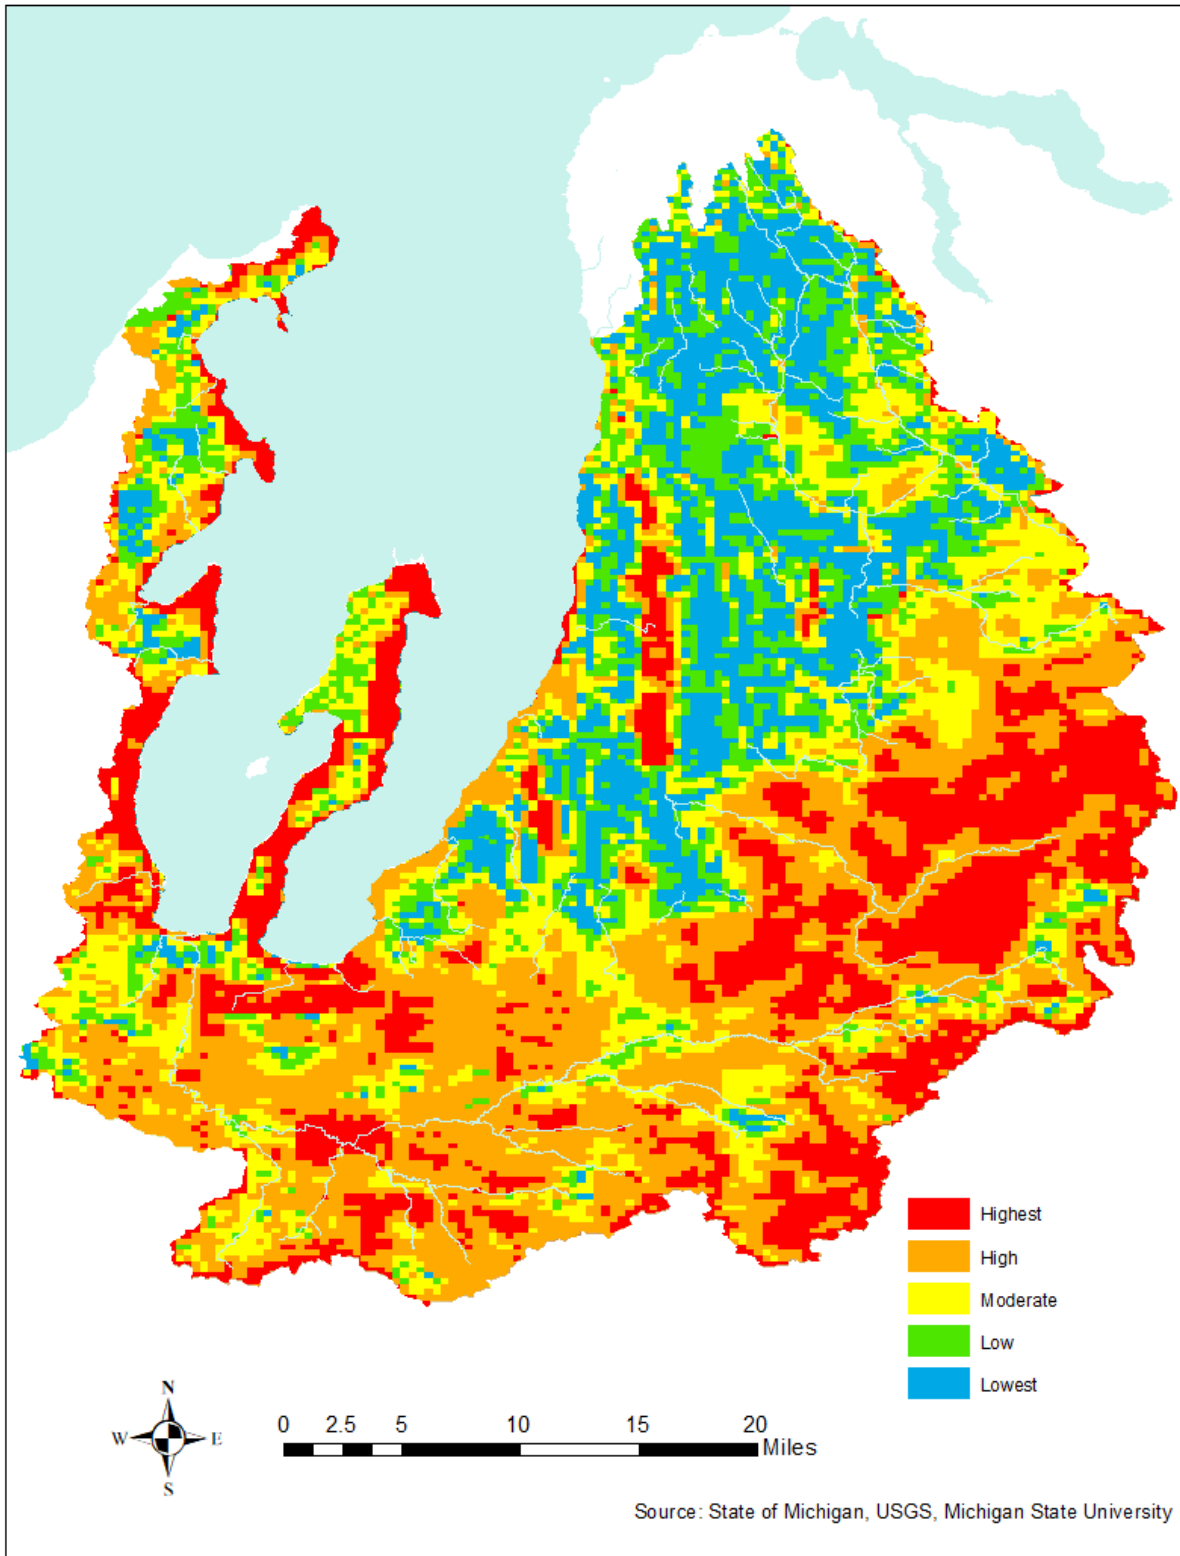 Highest
High
Moderate
Low
Lowest
N
W E
S
0 2.5 5 10 15 20
Miles
Source: State of Michigan, USGS, Michigan State University